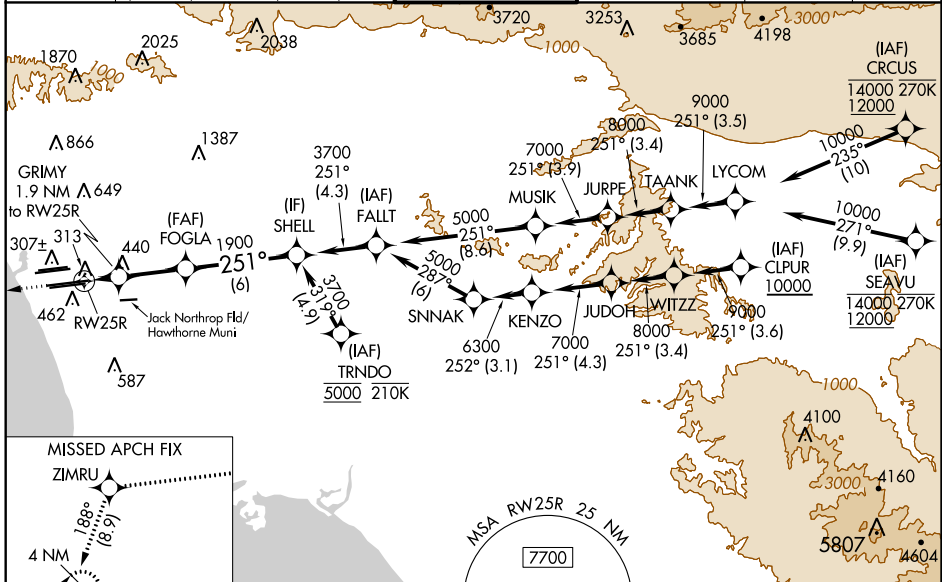 3720
3253
3000
2038
2025
1870
1000
1000
3685
4198
(IAF)
CRCUS
14000 270K
12000
9000
251° (3.5)
8000
251° (3.4)
10000
235°
(10)
866
1387
GRIMY
1.9 NM
to RW25R
649
3700
251°
(4.3)
7000
251° (3.9)
JURPE
TAANK
LYCOM
(IF)
SHELL
(IAF)
FALLT
MUSIK
(FAF)
FOGLA
1900
251°
(6)
5000
251°
(8.6)
10000
271°
(9.9)
307±
313
440
462
RW25R
Jack Northrop Fld/
Hawthorne Muni
5000
287°
(6)
3700
319°
(4.9)
(IAF)
TRNDO
5000 210K
SNNAK
KENZO
JUDOH
WITZZ
(IAF)
CLPUR
10000
(IAF)
SEAVU
14000 270K
12000
6300
252° (3.1)
7000
251° (4.3)
8000
251° (3.4)
9000
251° (3.6)
587
1000
4100
3000
4160
5807
4604
MISSED APCH FIX
ZIMRU
188°
(8.9)
4 NM
MSA RW25R 25 NM
7700